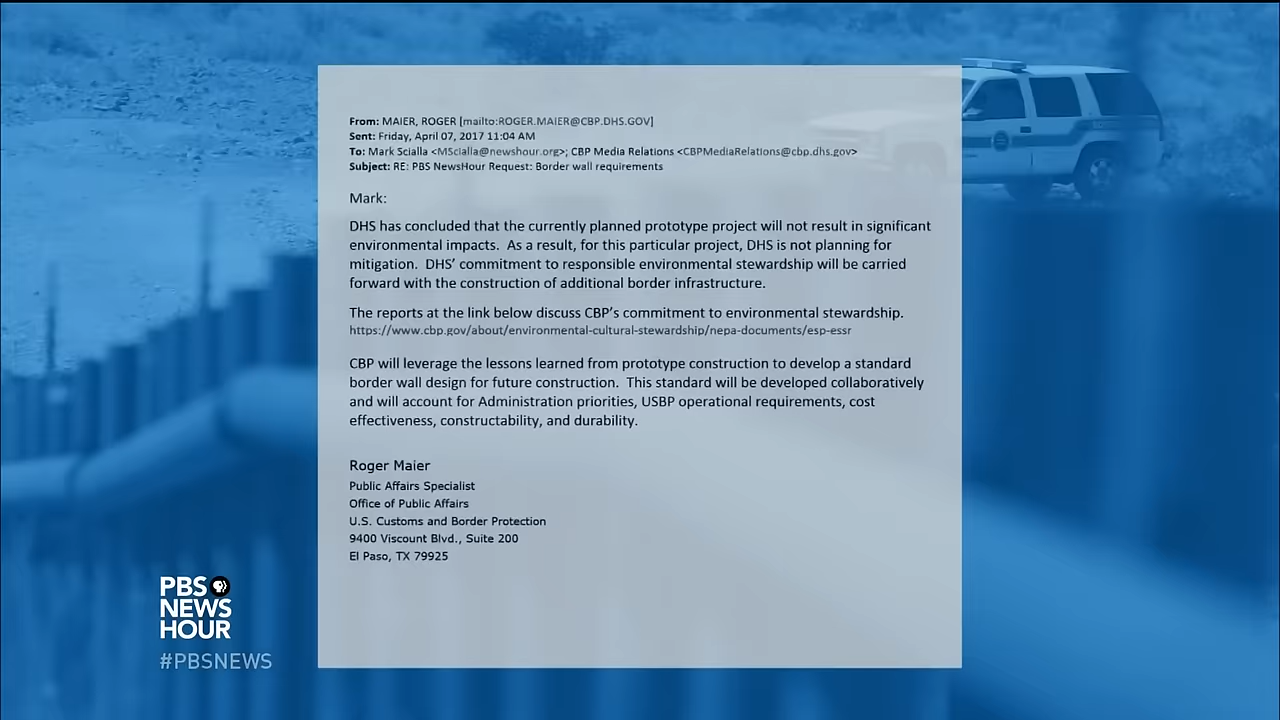 From: MAIER, ROGER [mailto:ROGER.MAIER@CBP.DHS.GOV]
Sent: Friday, April 07, 2017 11:04 AM
To: Mark Scialla <MScialla@newshour.org>; CBP Media Relations <CBPMediaRelations@cbp.dhs.gov>
Subject: RE: PBS NewsHour Request: Border wall requirements
Mark:
DHS has concluded that the currently planned prototype project will not result in significant
environmental impacts.  As a result, for this particular project, DHS is not planning for
mitigation.  DHS’ commitment to responsible environmental stewardship will be carried
forward with the construction of additional border infrastructure.
The reports at the link below discuss CBP’s commitment to environmental stewardship.
https://www.cbp.gov/about/environmental-cultural-stewardship/nepa-documents/esp-essr
CBP will leverage the lessons learned from prototype construction to develop a standard
border wall design for future construction.  This standard will be developed collaboratively
and will account for Administration priorities, USBP operational requirements, cost
effectiveness, constructability, and durability.
Roger Maier
Public Affairs Specialist
Office of Public Affairs
U.S. Customs and Border Protection
9400 Viscount Blvd., Suite 200
El Paso, TX 79925
PBS
NEWS
HOUR
#PBSNEWS